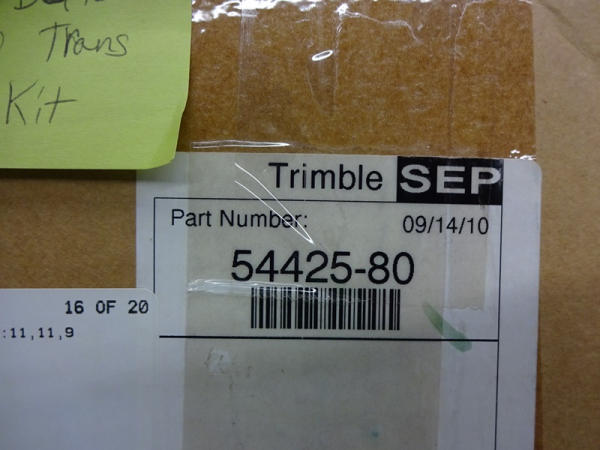 Trans
Kit
Trimble SEP
Part Number: 09/14/10
54425-80
16 OF 20
:11,11,9